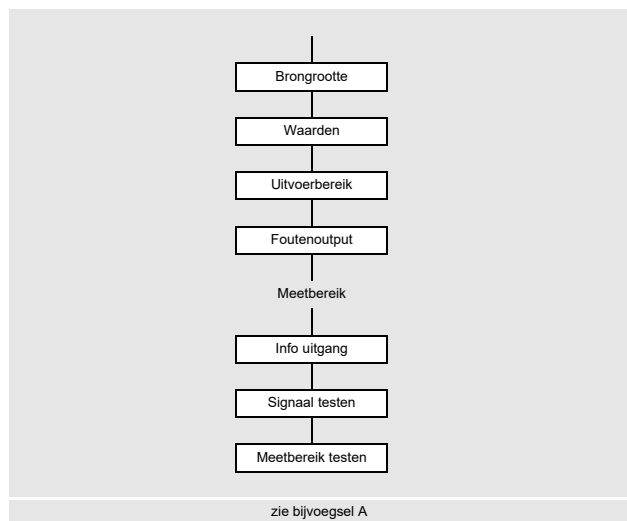 Brongrootte
Waarden
Uitvoerbereik
Foutenoutput
Meetbereik
Info uitgang
Signaal testen
Meetbereik testen
zie bijvoegsel A